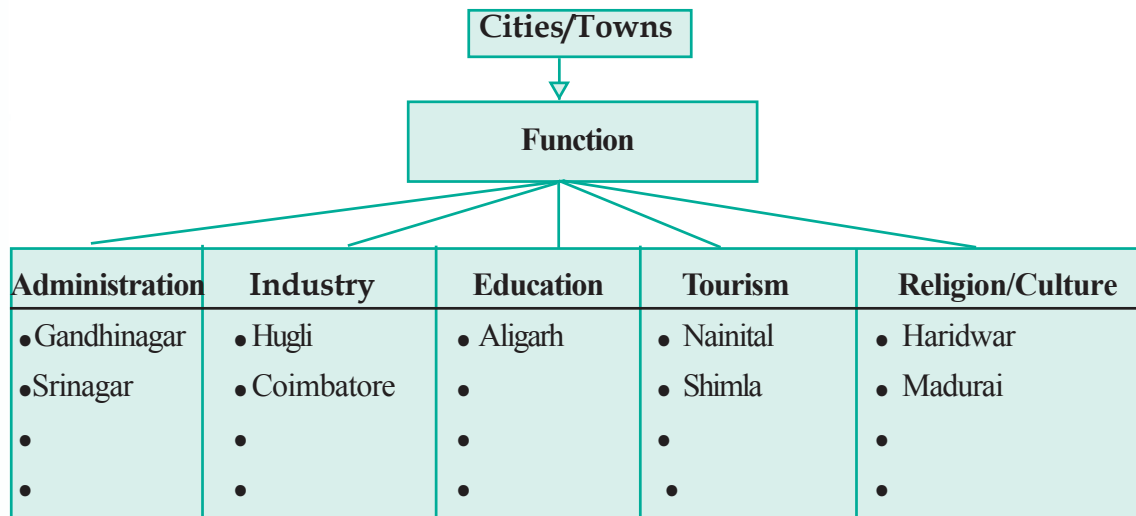 Cities/Towns
Function
Administration Industry Education Tourism Religion/Culture
• Gandhinagar • Hugli • Aligarh • Nainital • Haridwar
• Srinagar • Coimbatore • • Shimla • Madurai
• • • • •
• • • • •